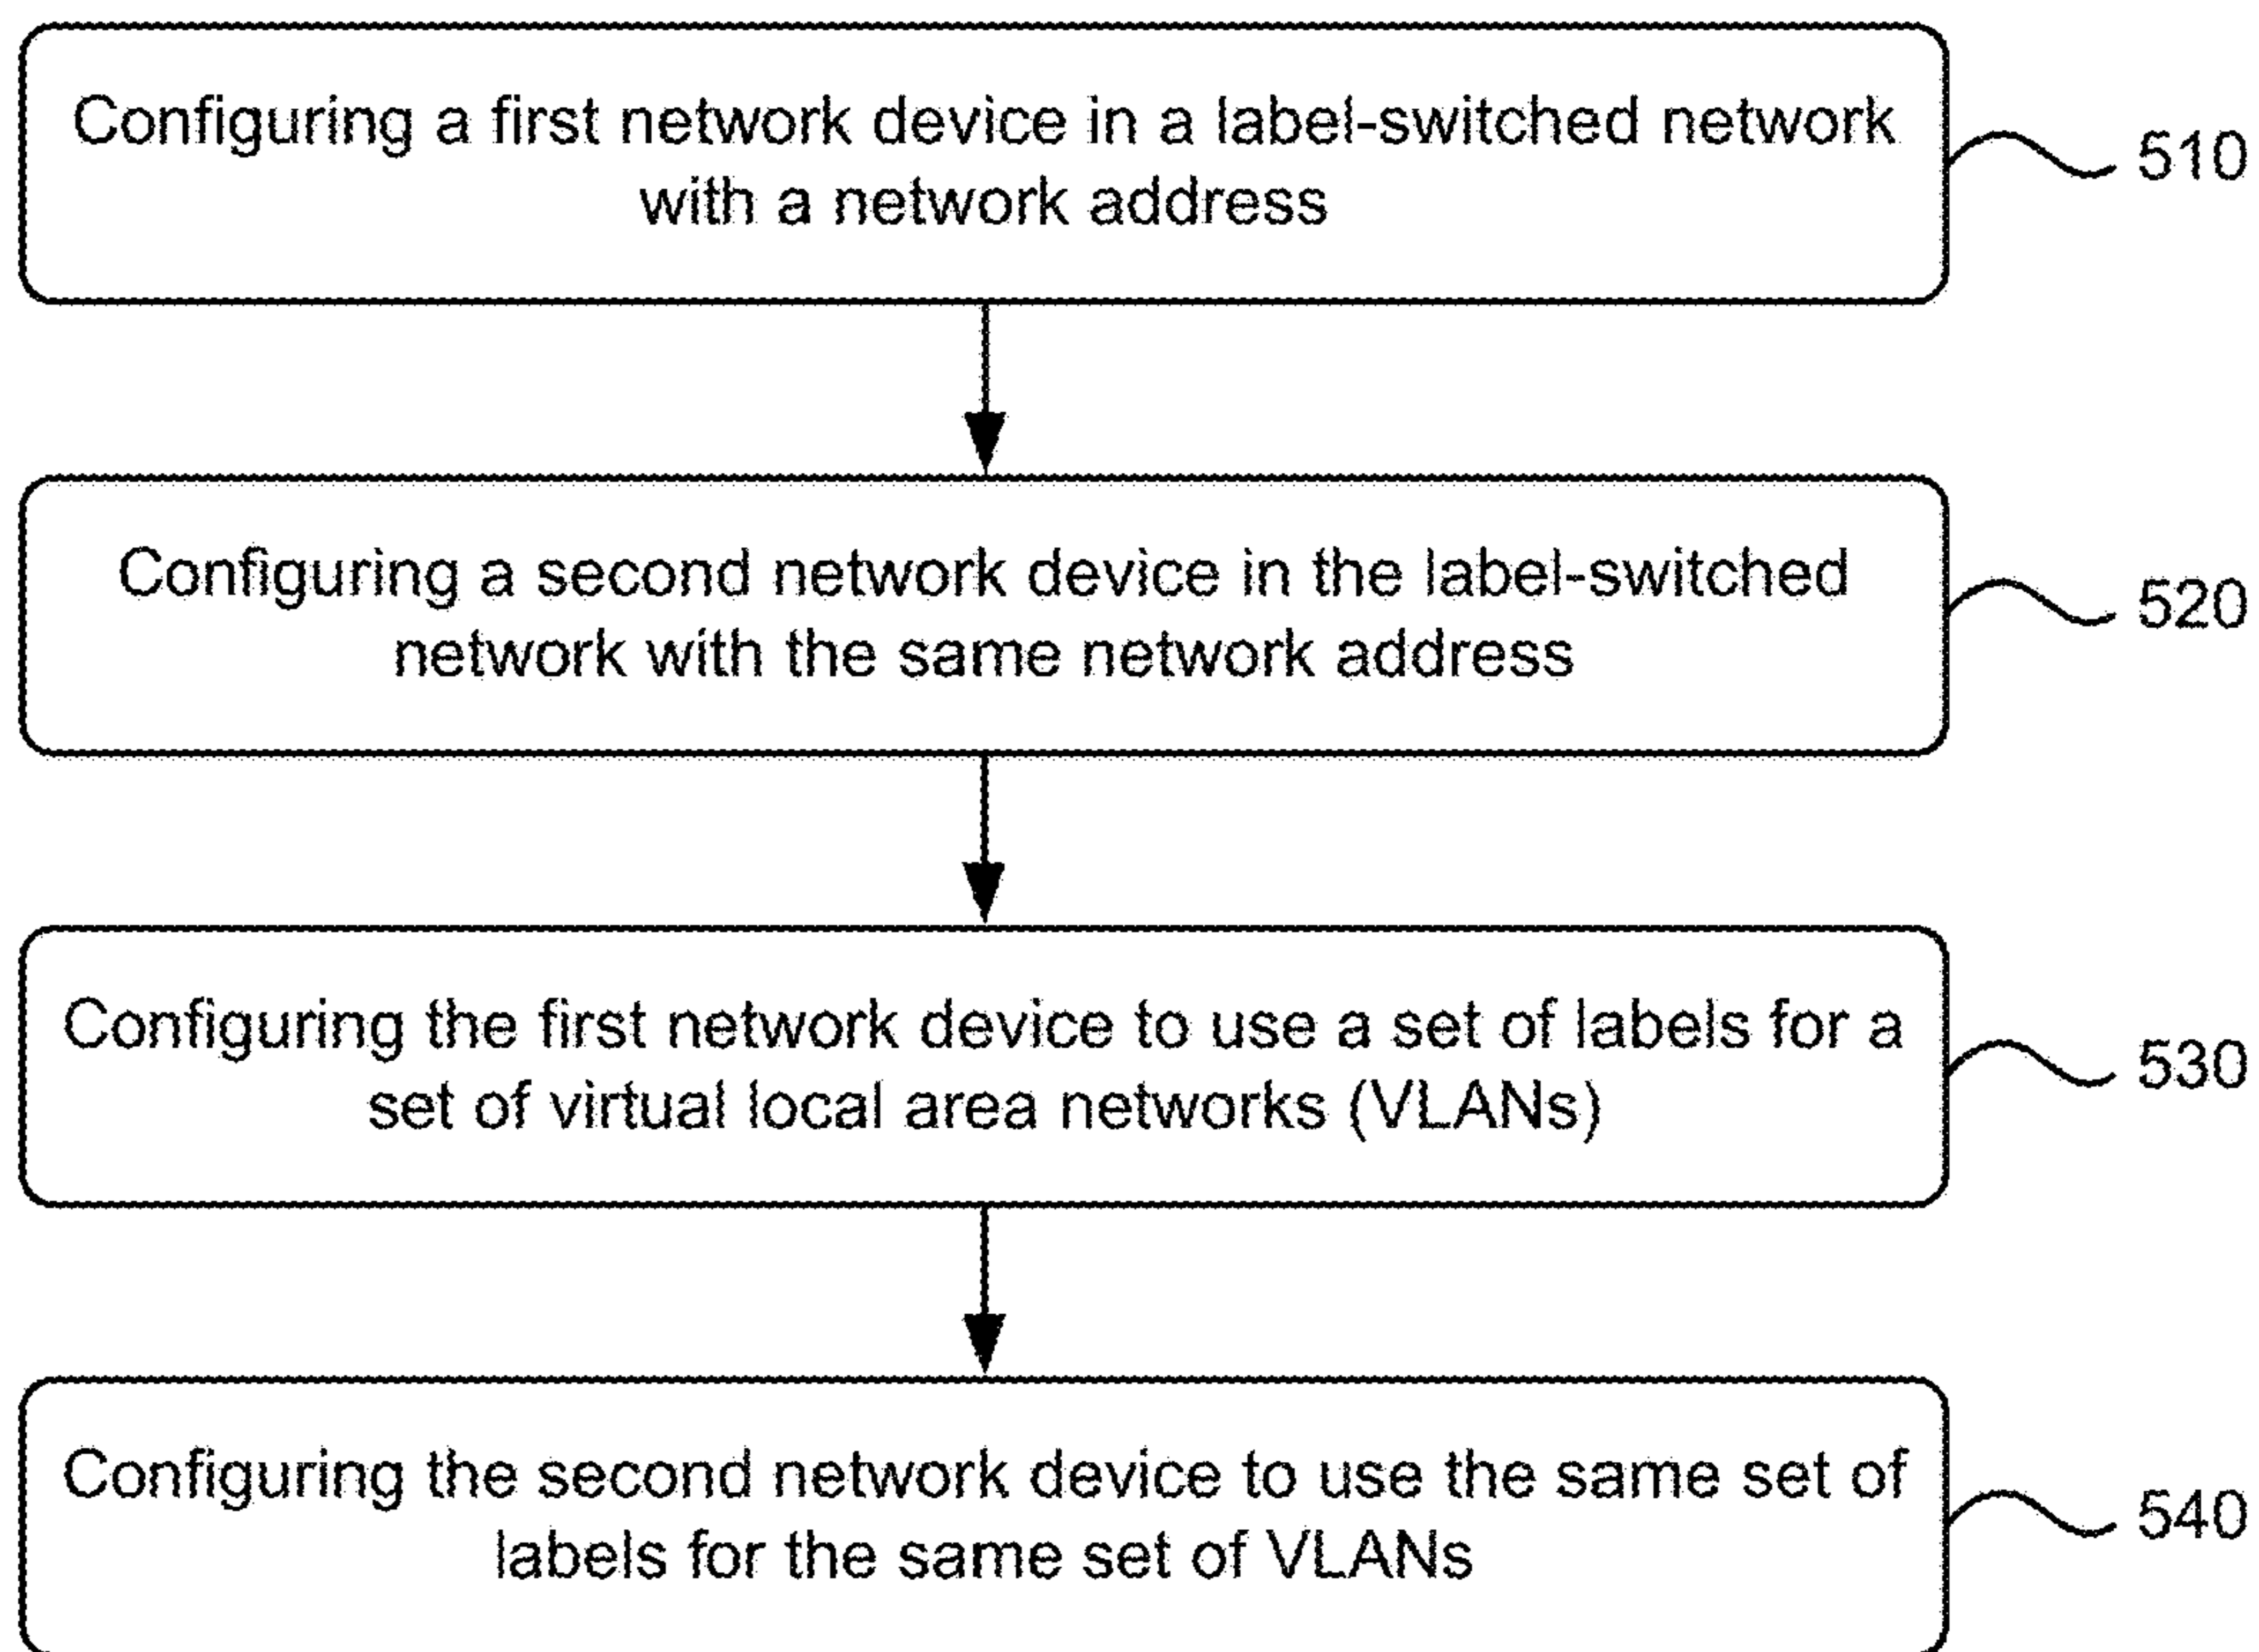 Configuring a first network device in a label-switched network
with a network address
510
Configuring a second network device in the label-switched
network with the same network address
520
Configuring the first network device to use a set of labels for a
set of virtual local area networks (VLANs)
530
Configuring the second network device to use the same set of
labels for the same set of VLANs
540